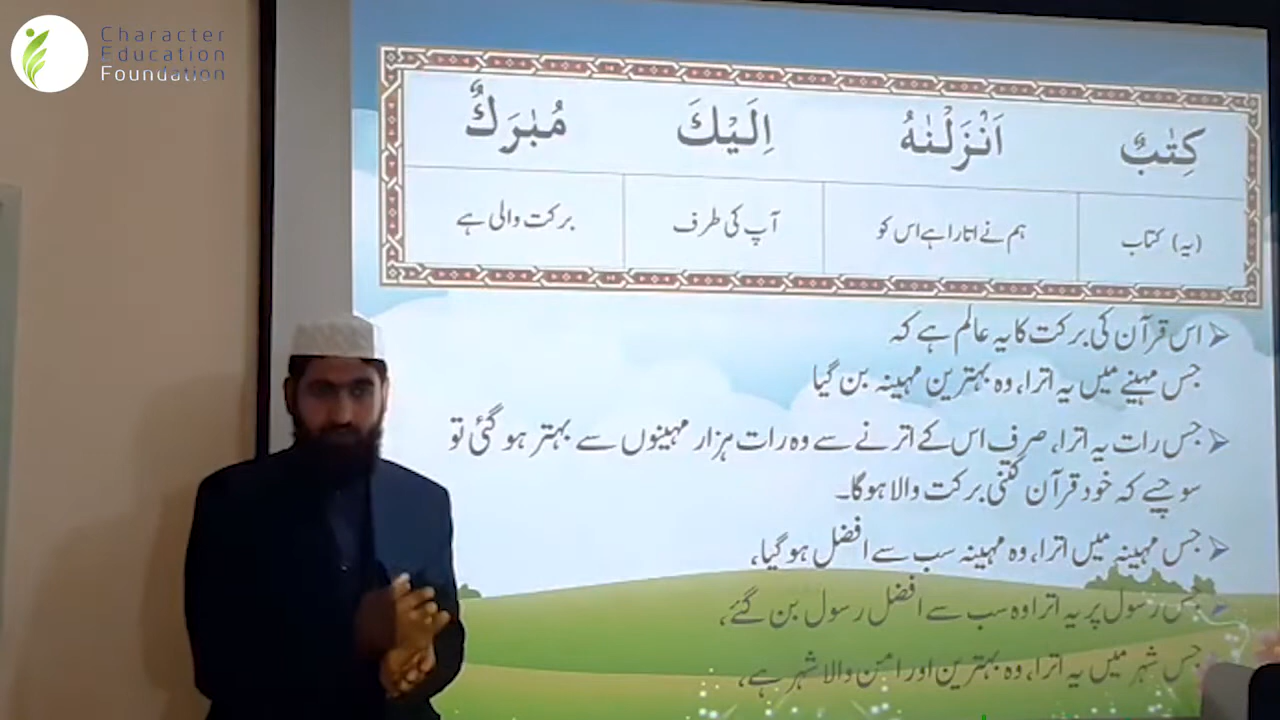 Character
Education
Foundation
كِتٰبٌ اَنْزَلْنٰهُ اِلَيْكَ مُبٰرَكٌ
(یہ) کتاب ہم نے اتارا ہے اس کو آپ کی طرف برکت والی ہے
اس قرآن کی برکت کا یہ عالم ہے کہ
جس مہینے میں یہ اترا، وہ بہترین مہینہ بن گیا
جس رات یہ اترا، صرف اس کے اترنے سے وہ رات ہزار مہینوں سے بہتر ہو گئی تو
سوچیے کہ خود قرآن کتنی برکت والا ہوگا۔
جس مہینہ میں اترا، وہ مہینہ سب سے افضل ہو گیا،
جس رسول پر یہ اترا وہ سب سے افضل رسول بن گئے،
جس شہر میں یہ اترا، وہ بہترین اور امن والا شہر ہے،